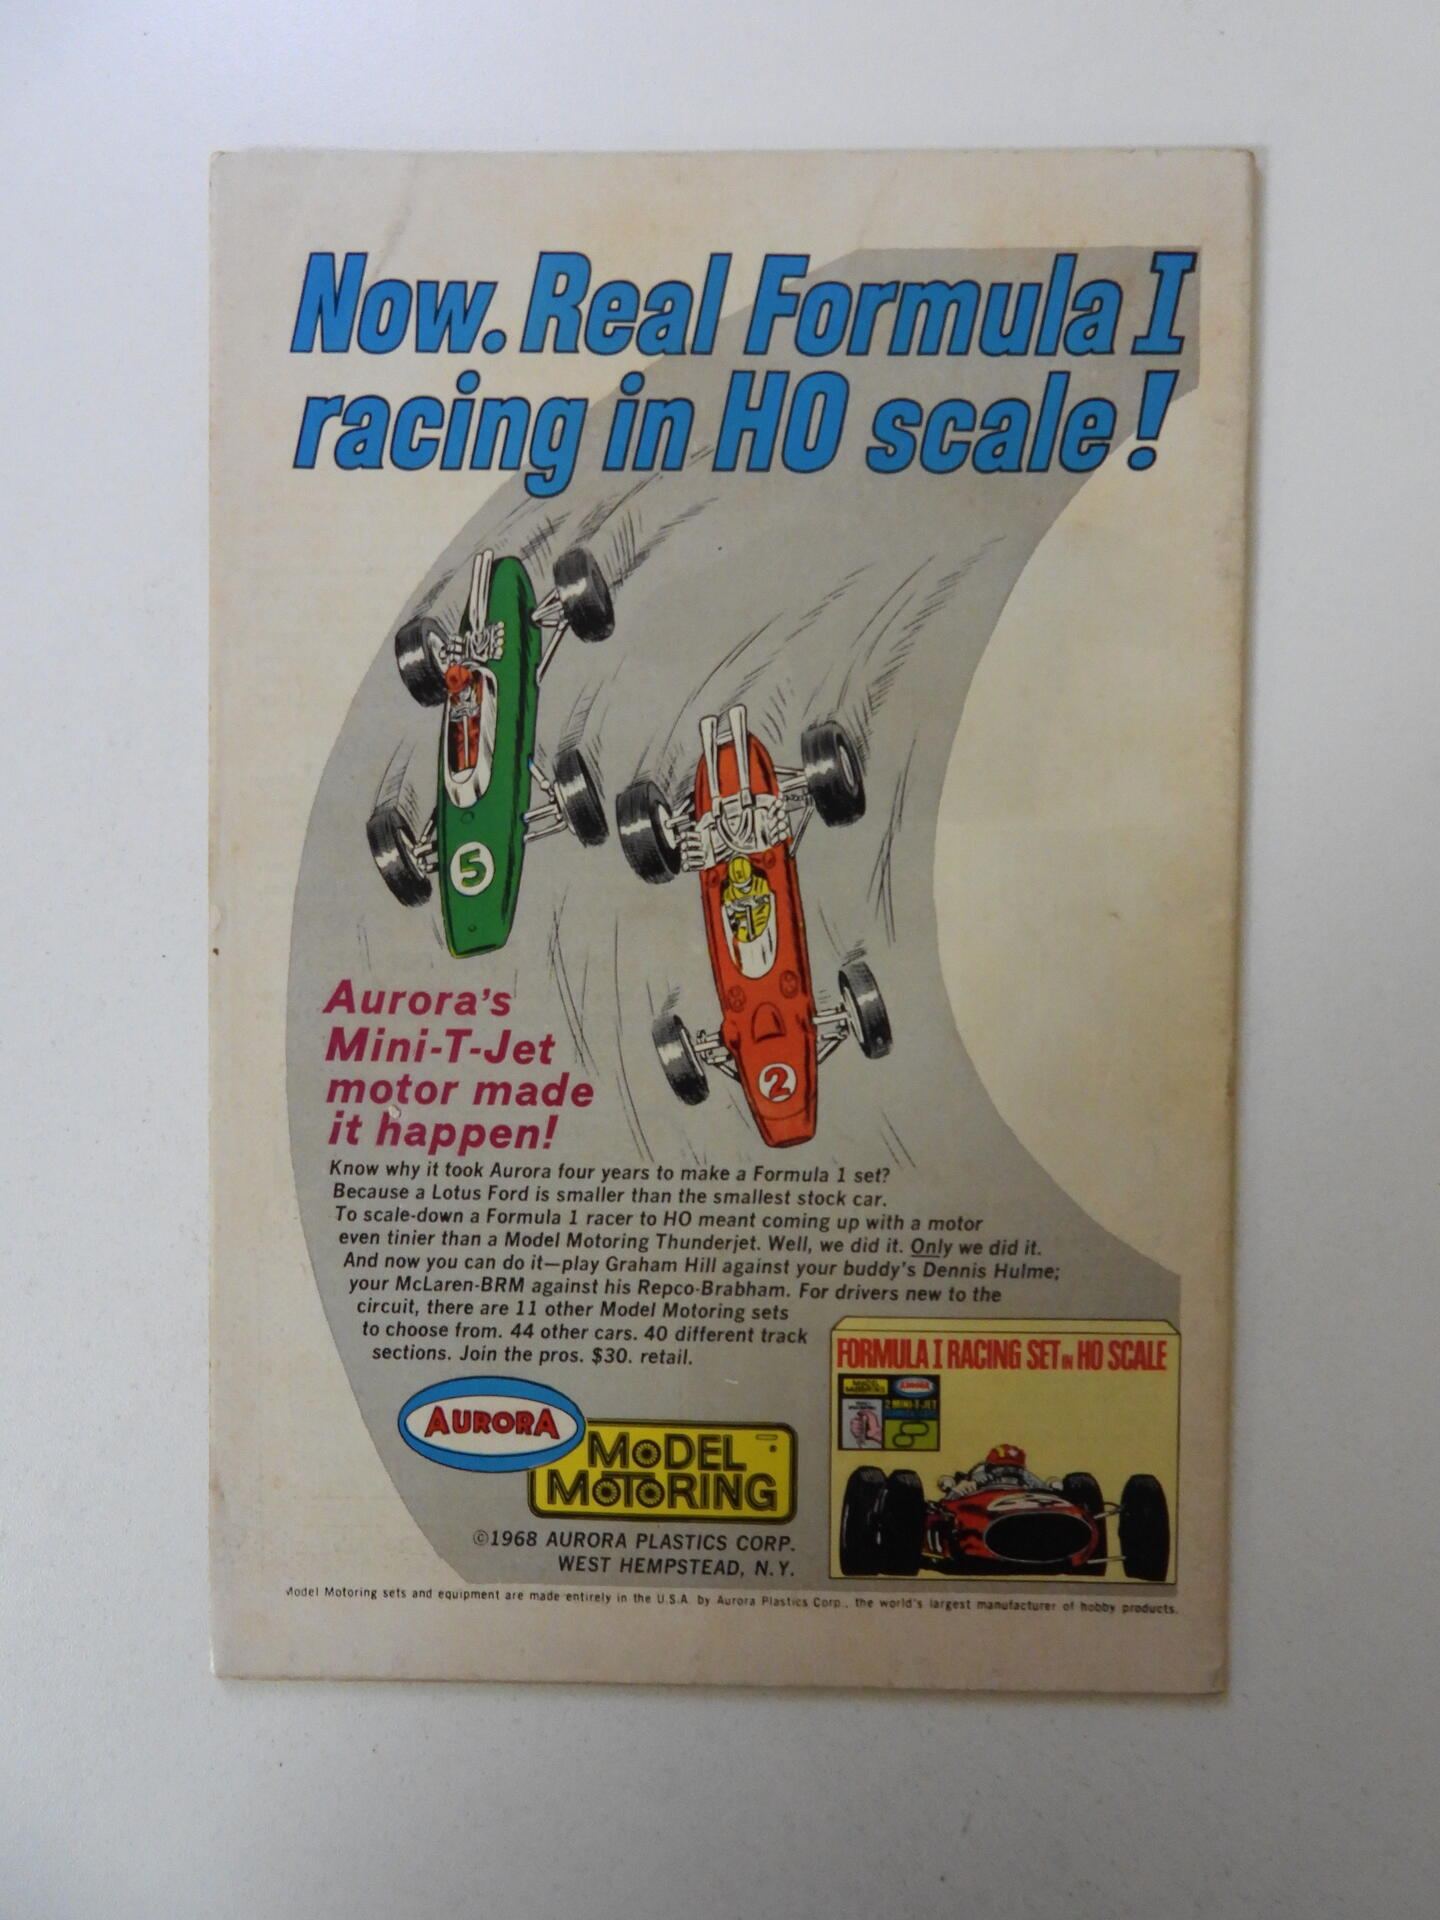 Now. Real Formula I
racing in HO scale!
5
2
Aurora's
Mini-T-Jet
motor made
it happen!
Know why it took Aurora four years to make a Formula 1 set?
Because a Lotus Ford is smaller than the smallest stock car.
To scale-down a Formula 1 racer to HO meant coming up with a motor
even tinier than a Model Motoring Thunderjet. Well, we did it. Only we did it.
And now you can do it—play Graham Hill against your buddy's Dennis Hulme;
your McLaren-BRM against his Repco-Brabham. For drivers new to the
circuit, there are 11 other Model Motoring sets
to choose from. 44 other cars. 40 different track
sections. Join the pros. $30. retail.
FORMULA I RACING SET IN HO SCALE
MODEL MOTORING
AURORA
2 MINI-T-JET
AURORA
MODEL
MOTORING
©1968 AURORA PLASTICS CORP.
WEST HEMPSTEAD, N.Y.
Model Motoring sets and equipment are made entirely in the U.S.A. by Aurora Plastics Corp., the world's largest manufacturer of hobby products.